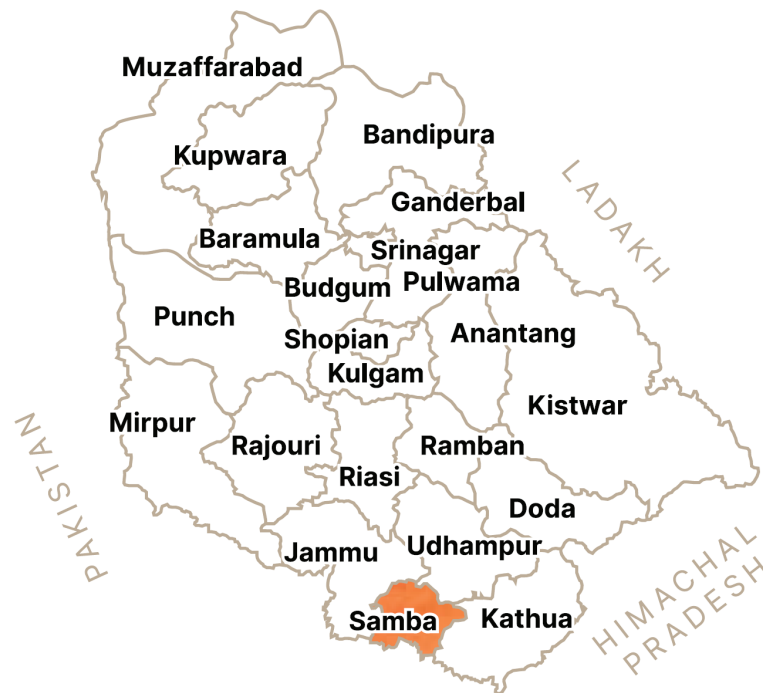 Muzaffarabad
Bandipura
Kupwara
LADAKH
Ganderbal
Baramula
Srinagar
Budgum
Pulwama
Punch
Shopian
Anantang
Kulgam
Kistwar
Mirpur
Rajouri
Ramban
Riasi
PAKISTAN
Doda
Jammu
Udhampur
Samba
Kathua
HIMACHAL
PRADESH